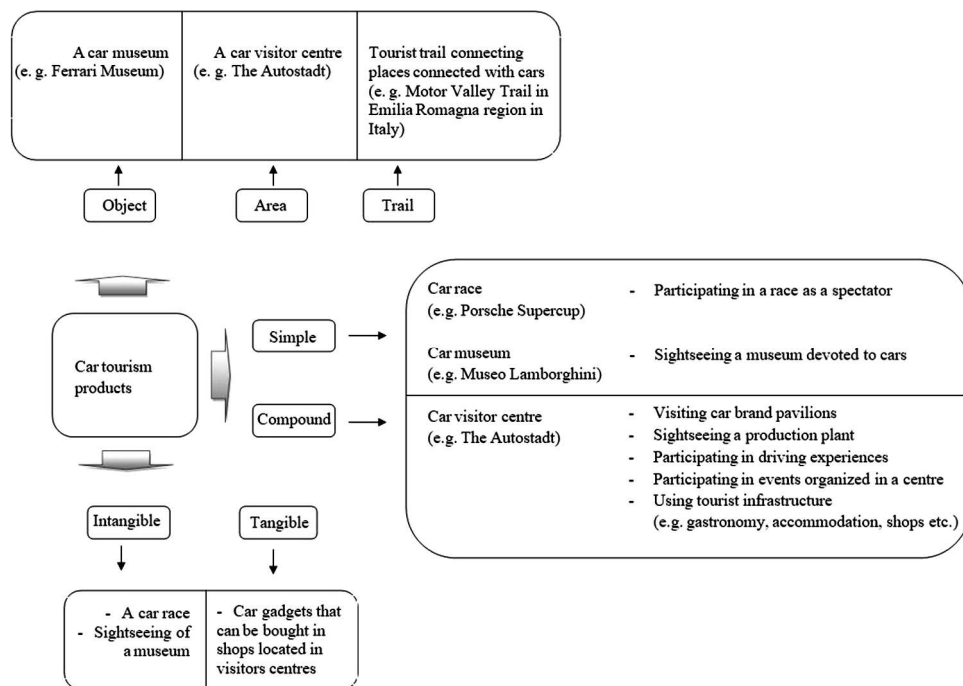 A car museum
(e. g. Ferrari Museum)
A car visitor centre
(e. g. The Autostadt)
Tourist trail connecting
places connected with cars
(e. g. Motor Valley Trail in
Emilia Romagna region in
Italy)
Object
Area
Trail
Car tourism
products
Simple
Compound
Car race
(e.g. Porsche Supercup)
- Participating in a race as a spectator
Car museum
(e.g. Museo Lamborghini)
- Sightseeing a museum devoted to cars
Car visitor centre
(e.g. The Autostadt)
- Visiting car brand pavilions
- Sightseeing a production plant
- Participating in driving experiences
- Participating in events organized in a centre
- Using tourist infrastructure
(e.g. gastronomy, accommodation, shops etc.)
Intangible
Tangible
- A car race
- Sightseeing of
a museum
- Car gadgets that
can be bought in
shops located in
visitors centres